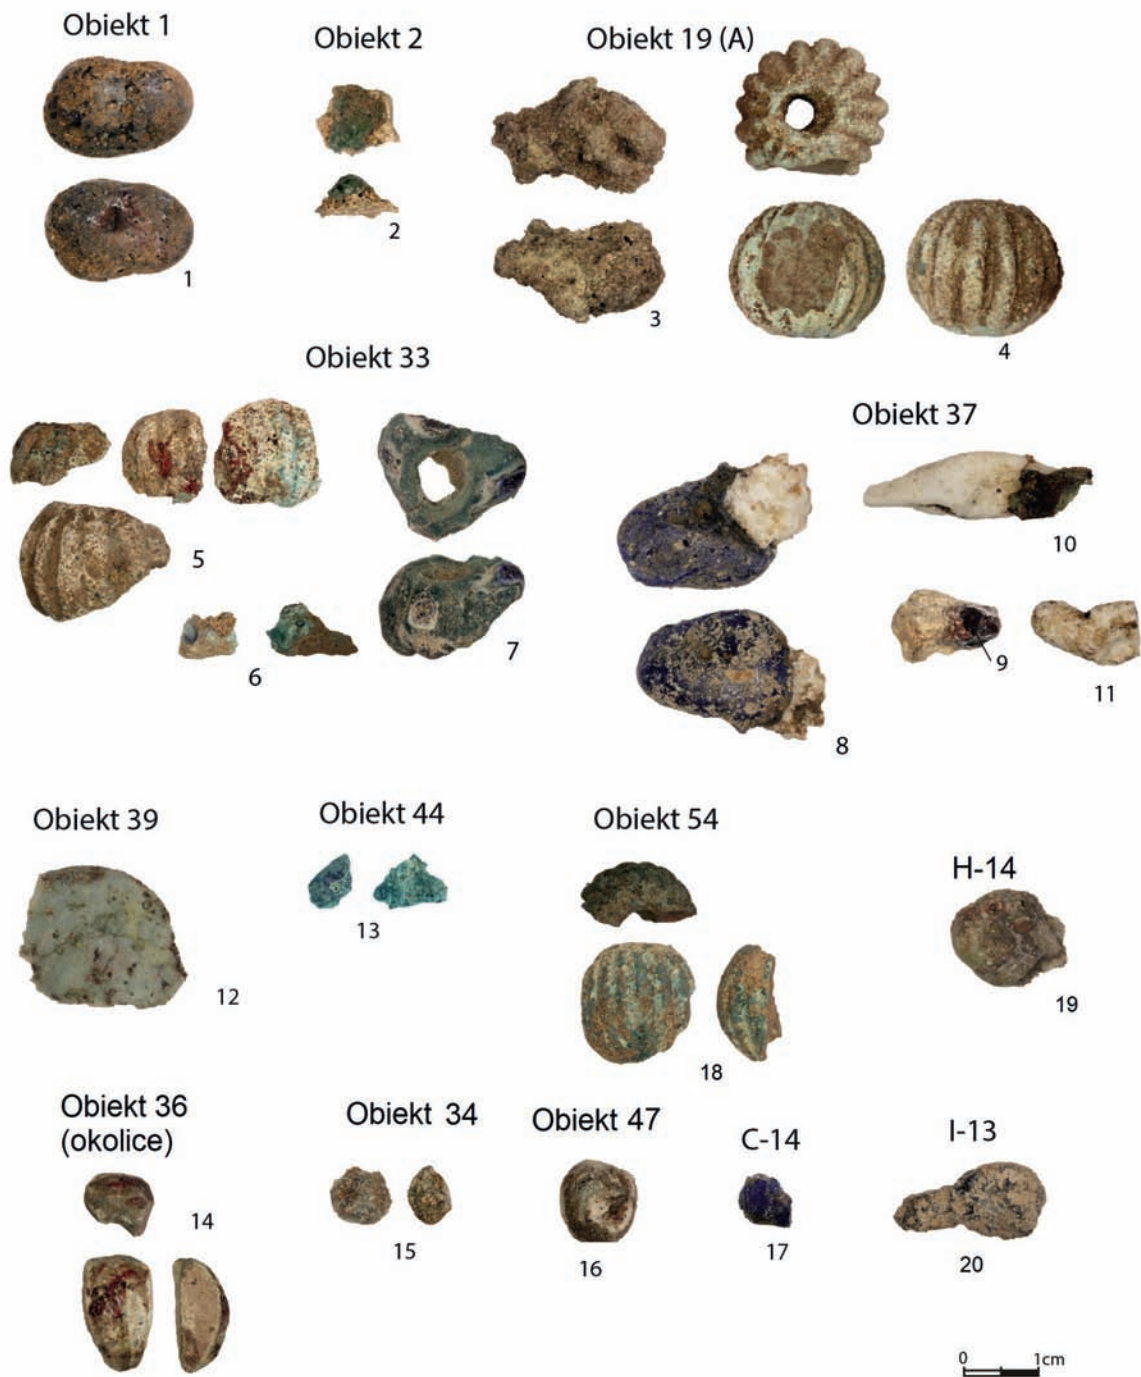 Obiekt 1
Obiekt 2
Obiekt 19 (A)
1
2
3
4
Obiekt 33
Obiekt 37
5
6
7
8
9
10
11
Obiekt 39
Obiekt 44
Obiekt 54
H-14
12
13
18
19
Obiekt 36
(okolice)
Obiekt 34
Obiekt 47
C-14
I-13
14
15
16
17
20
0 1cm